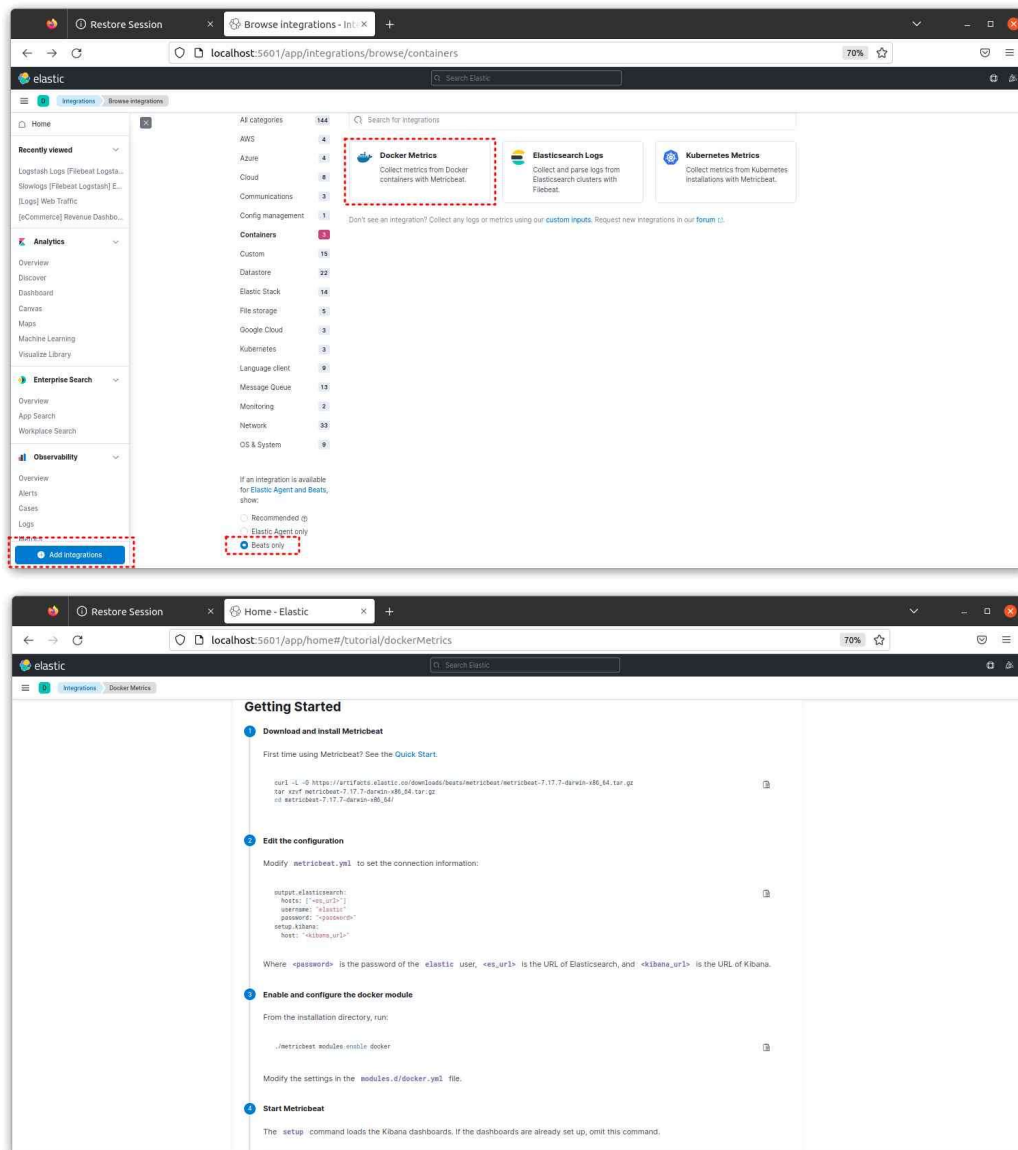 Restore Session
Browse integrations - Int
localhost:5601/app/integrations/browse/containers
70%
elastic
Search Elastic
D
Integrations
Browse integrations
Home
Recently viewed
Logstash Logs [Filebeat Logsta...
Slowlogs [Filebeat Logstash] E...
[Logs] Web Traffic
[eCommerce] Revenue Dashbo...
Analytics
Overview
Discover
Dashboard
Canvas
Maps
Machine Learning
Visualize Library
Enterprise Search
Overview
App Search
Workplace Search
Observability
Overview
Alerts
Cases
Logs
Metrics
Add integrations
All categories 144
AWS 4
Azure 4
Cloud 8
Communications 3
Config management 1
Containers 3
Custom 15
Datastore 22
Elastic Stack 14
File storage 5
Google Cloud 3
Kubernetes 3
Language client 9
Message Queue 13
Monitoring 2
Network 33
OS & System 9
If an integration is available
for Elastic Agent and Beats,
show:
Recommended
Elastic Agent only
Beats only
Search for integrations
Docker Metrics
Collect metrics from Docker
containers with Metricbeat.
Elasticsearch Logs
Collect and parse logs from
Elasticsearch clusters with
Filebeat.
Kubernetes Metrics
Collect metrics from Kubernetes
installations with Metricbeat.
Don't see an integration? Collect any logs or metrics using our custom inputs. Request new integrations in our forum
Restore Session
Home - Elastic
localhost:5601/app/home#/tutorial/dockerMetrics
70%
elastic
Search Elastic
D
Integrations
Docker Metrics
Getting Started
1 Download and install Metricbeat
First time using Metricbeat? See the Quick Start.
curl -L -O https://artifacts.elastic.co/downloads/beats/metricbeat/metricbeat-7.17.7-darwin-x86_64.tar.gz
tar xzvf metricbeat-7.17.7-darwin-x86_64.tar.gz
cd metricbeat-7.17.7-darwin-x86_64/
2 Edit the configuration
Modify metricbeat.yml to set the connection information:
output.elasticsearch:
hosts: ["<es_url>"]
username: "elastic"
password: "<password>"
setup.kibana:
host: "<kibana_url>"
Where <password> is the password of the elastic user, <es_url> is the URL of Elasticsearch, and <kibana_url> is the URL of Kibana.
3 Enable and configure the docker module
From the installation directory, run:
./metricbeat modules enable docker
Modify the settings in the modules.d/docker.yml file.
4 Start Metricbeat
The setup command loads the Kibana dashboards. If the dashboards are already set up, omit this command.